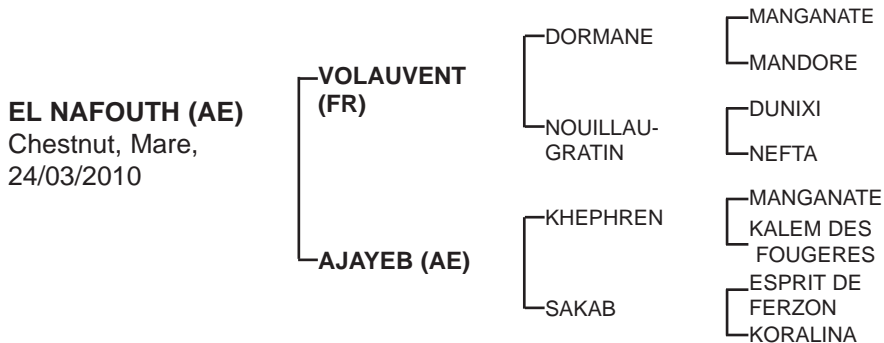 EL NAFOUTH (AE)
Chestnut, Mare,
24/03/2010
VOLAUVENT
(FR)
AJAYEB (AE)
DORMANE
NOUILLAU-
GRATIN
KHEPHREN
SAKAB
MANGANATE
MANDORE
DUNIXI
NEFTA
MANGANATE
KALEM DES
FOUGERES
ESPRIT DE
FERZON
KORALINA